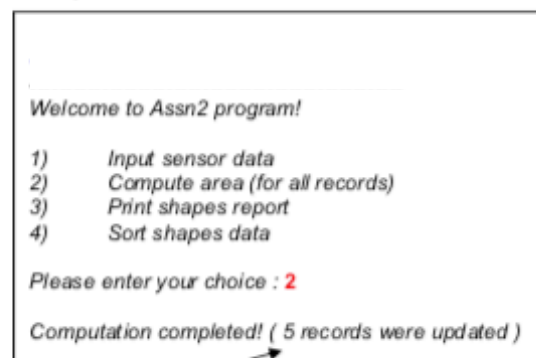 Welcome to Assn2 program!
1) Input sensor data
2) Compute area (for all records)
3) Print shapes report
4) Sort shapes data
Please enter your choice : 2
Computation completed! ( 5 records were updated )